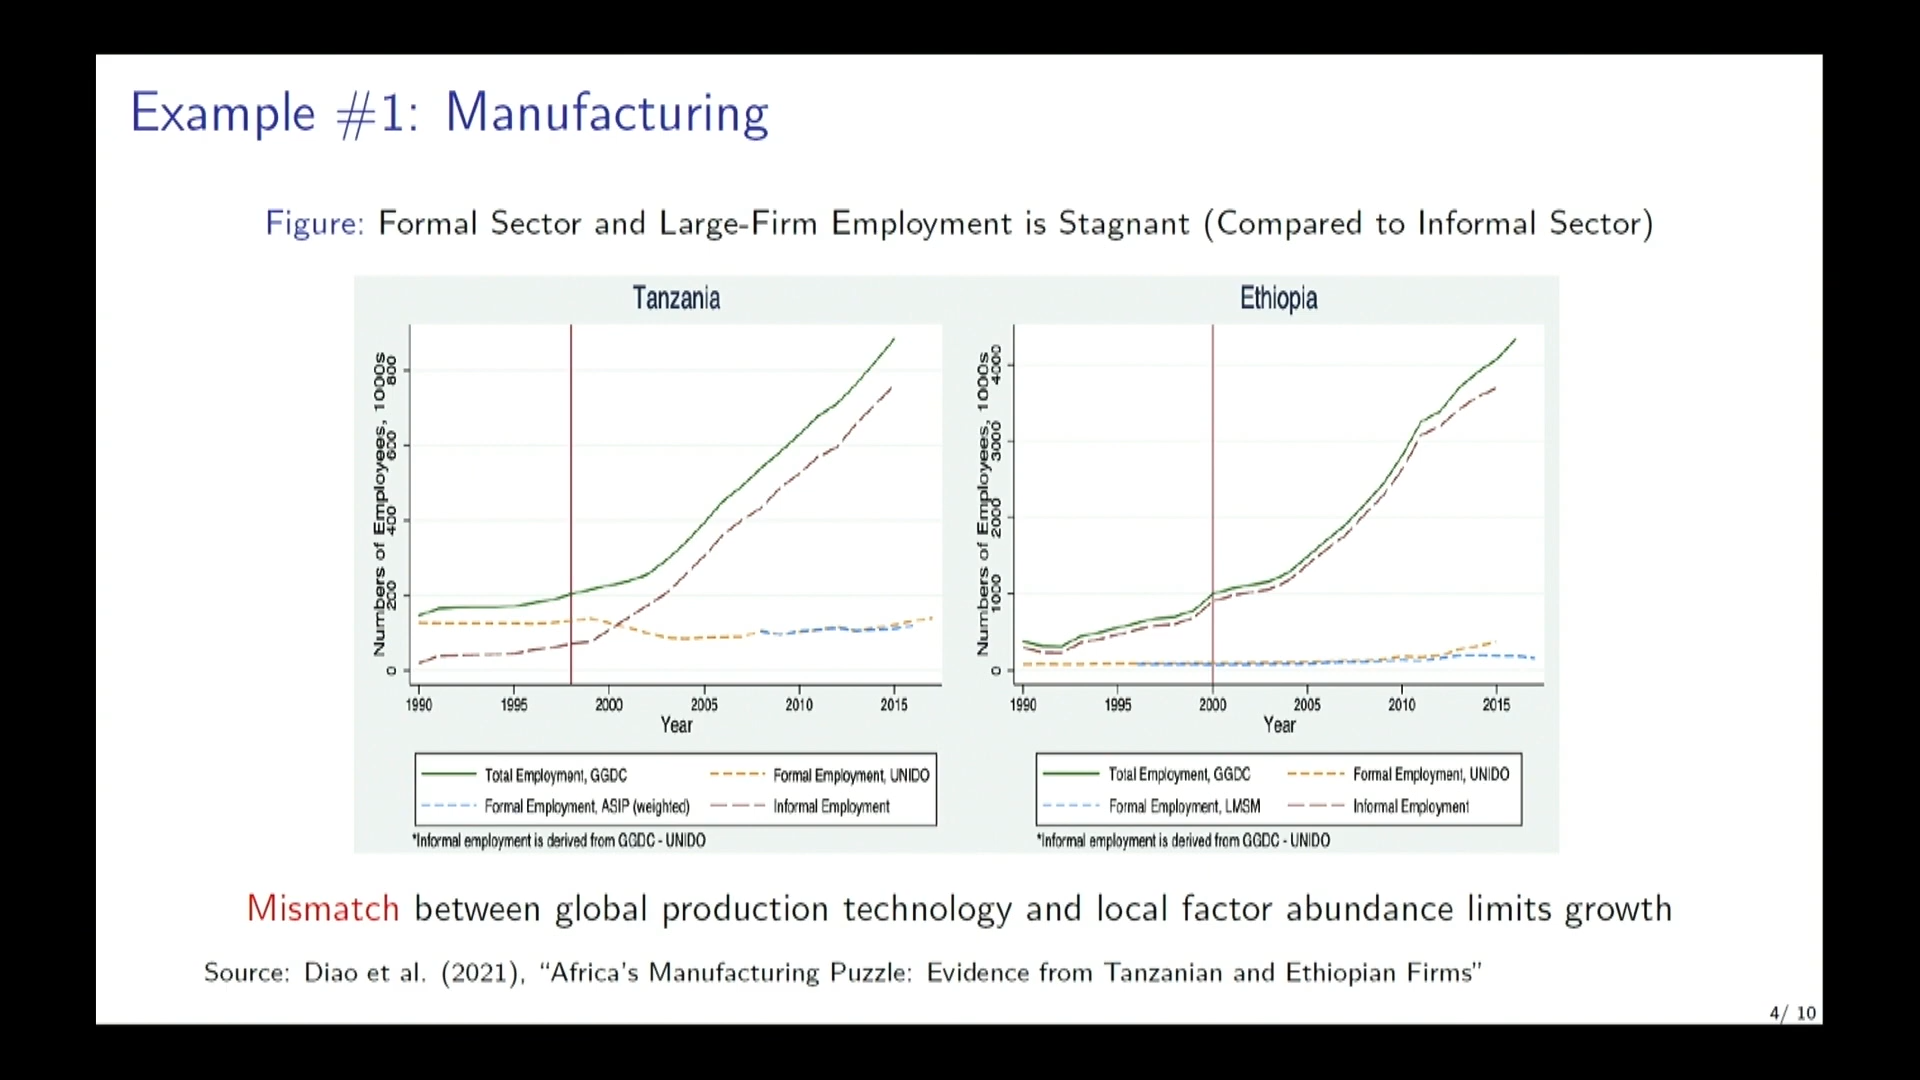 Example #1: Manufacturing
Figure: Formal Sector and Large-Firm Employment is Stagnant (Compared to Informal Sector)
Tanzania
Numbers of Employees, 1000s
800
600
400
200
0
1990 1995 2000 2005 2010 2015
Year
Total Employment, GGDC Formal Employment, UNIDO
Formal Employment, ASIP (weighted) Informal Employment
*Informal employment is derived from GGDC - UNIDO
Ethiopia
Numbers of Employees, 1000s
4000
3000
2000
1000
0
1990 1995 2000 2005 2010 2015
Year
Total Employment, GGDC Formal Employment, UNIDO
Formal Employment, LMSM Informal Employment
*Informal employment is derived from GGDC - UNIDO
Mismatch between global production technology and local factor abundance limits growth
Source: Diao et al. (2021), “Africa's Manufacturing Puzzle: Evidence from Tanzanian and Ethiopian Firms”
4/ 10